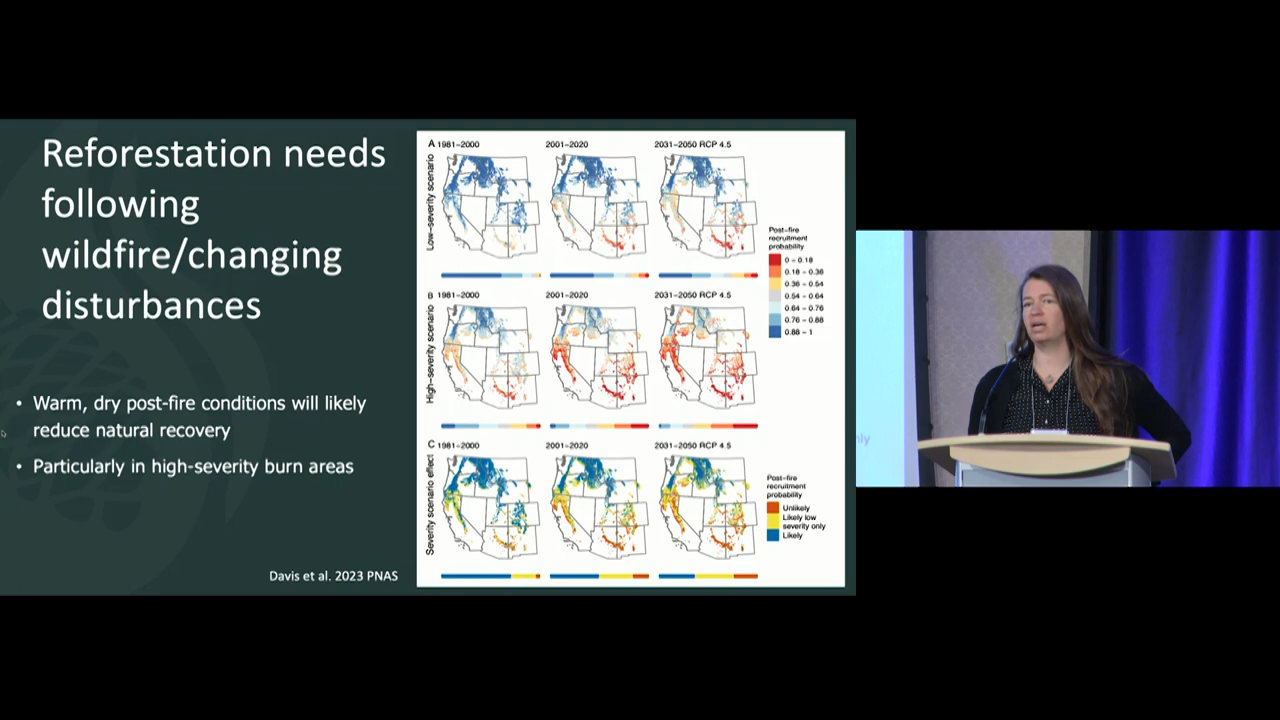 Reforestation needs
following
wildfire/changing
disturbances
• Warm, dry post-fire conditions will likely
reduce natural recovery
• Particularly in high-severity burn areas
Davis et al. 2023 PNAS
A 1981–2000
2001–2020
2031–2050 RCP 4.5
Low–severity scenario
Post–fire
recruitment
probability
0 – 0.18
0.18 – 0.36
0.36 – 0.54
0.54 – 0.64
0.64 – 0.76
0.76 – 0.88
0.88 – 1
B 1981–2000
2001–2020
2031–2050 RCP 4.5
High–severity scenario
C 1981–2000
2001–2020
2031–2050 RCP 4.5
Severity scenario effect
Post–fire
recruitment
probability
Unlikely
Likely low
severity only
Likely